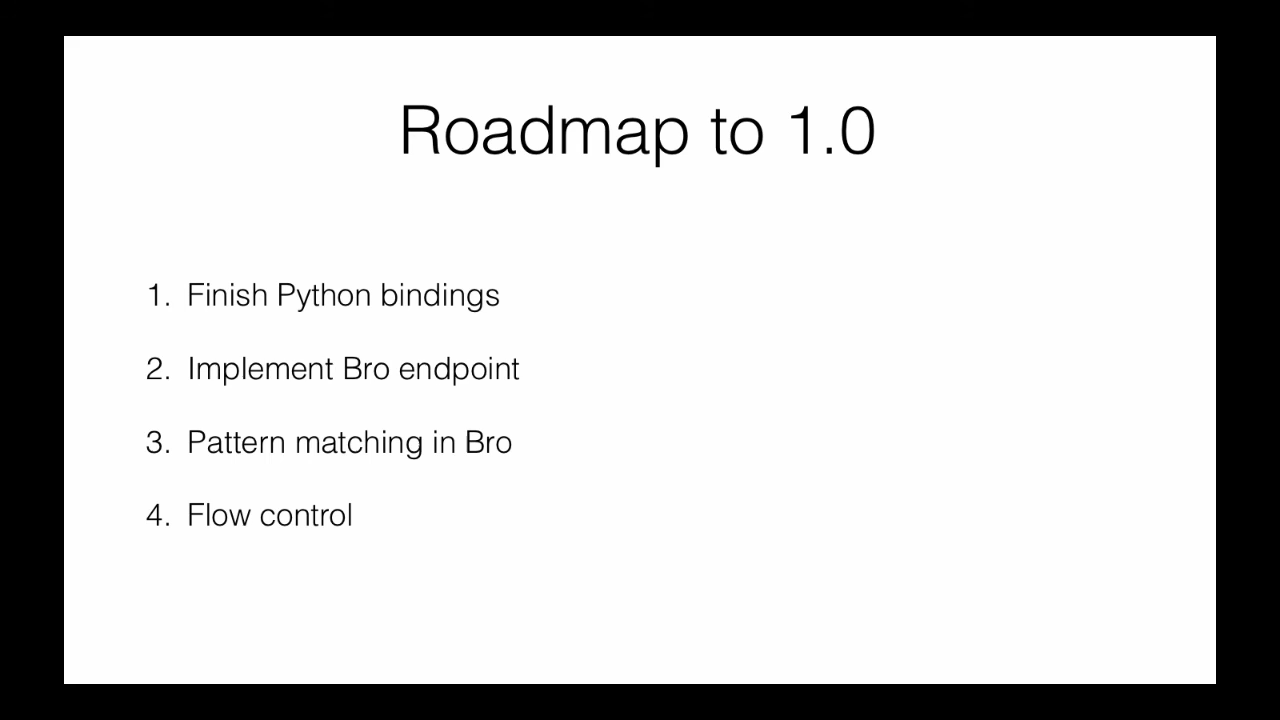 Roadmap to 1.0
1. Finish Python bindings
2. Implement Bro endpoint
3. Pattern matching in Bro
4. Flow control